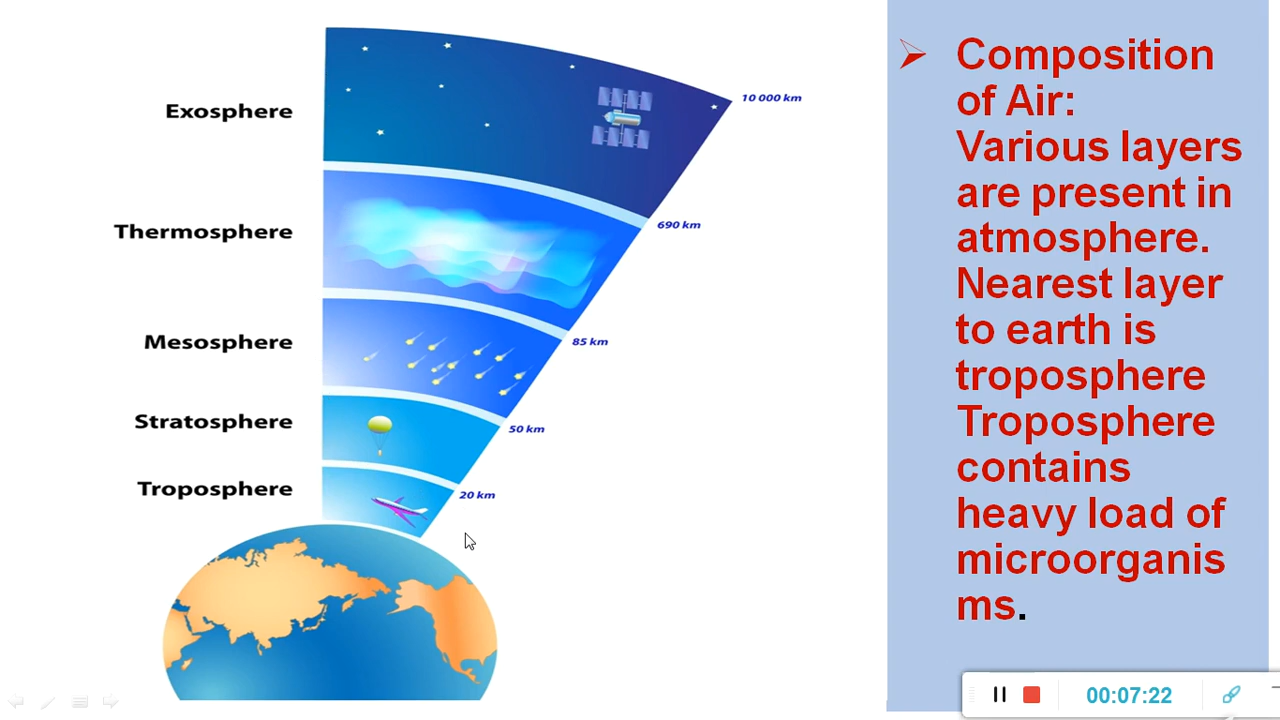 Exosphere
10 000 km
Thermosphere
690 km
Mesosphere
85 km
Stratosphere
50 km
Troposphere
20 km
➢ Composition
of Air:
Various layers
are present in
atmosphere.
Nearest layer
to earth is
troposphere
Troposphere
contains
heavy load of
microorganis
ms.
00:07:22